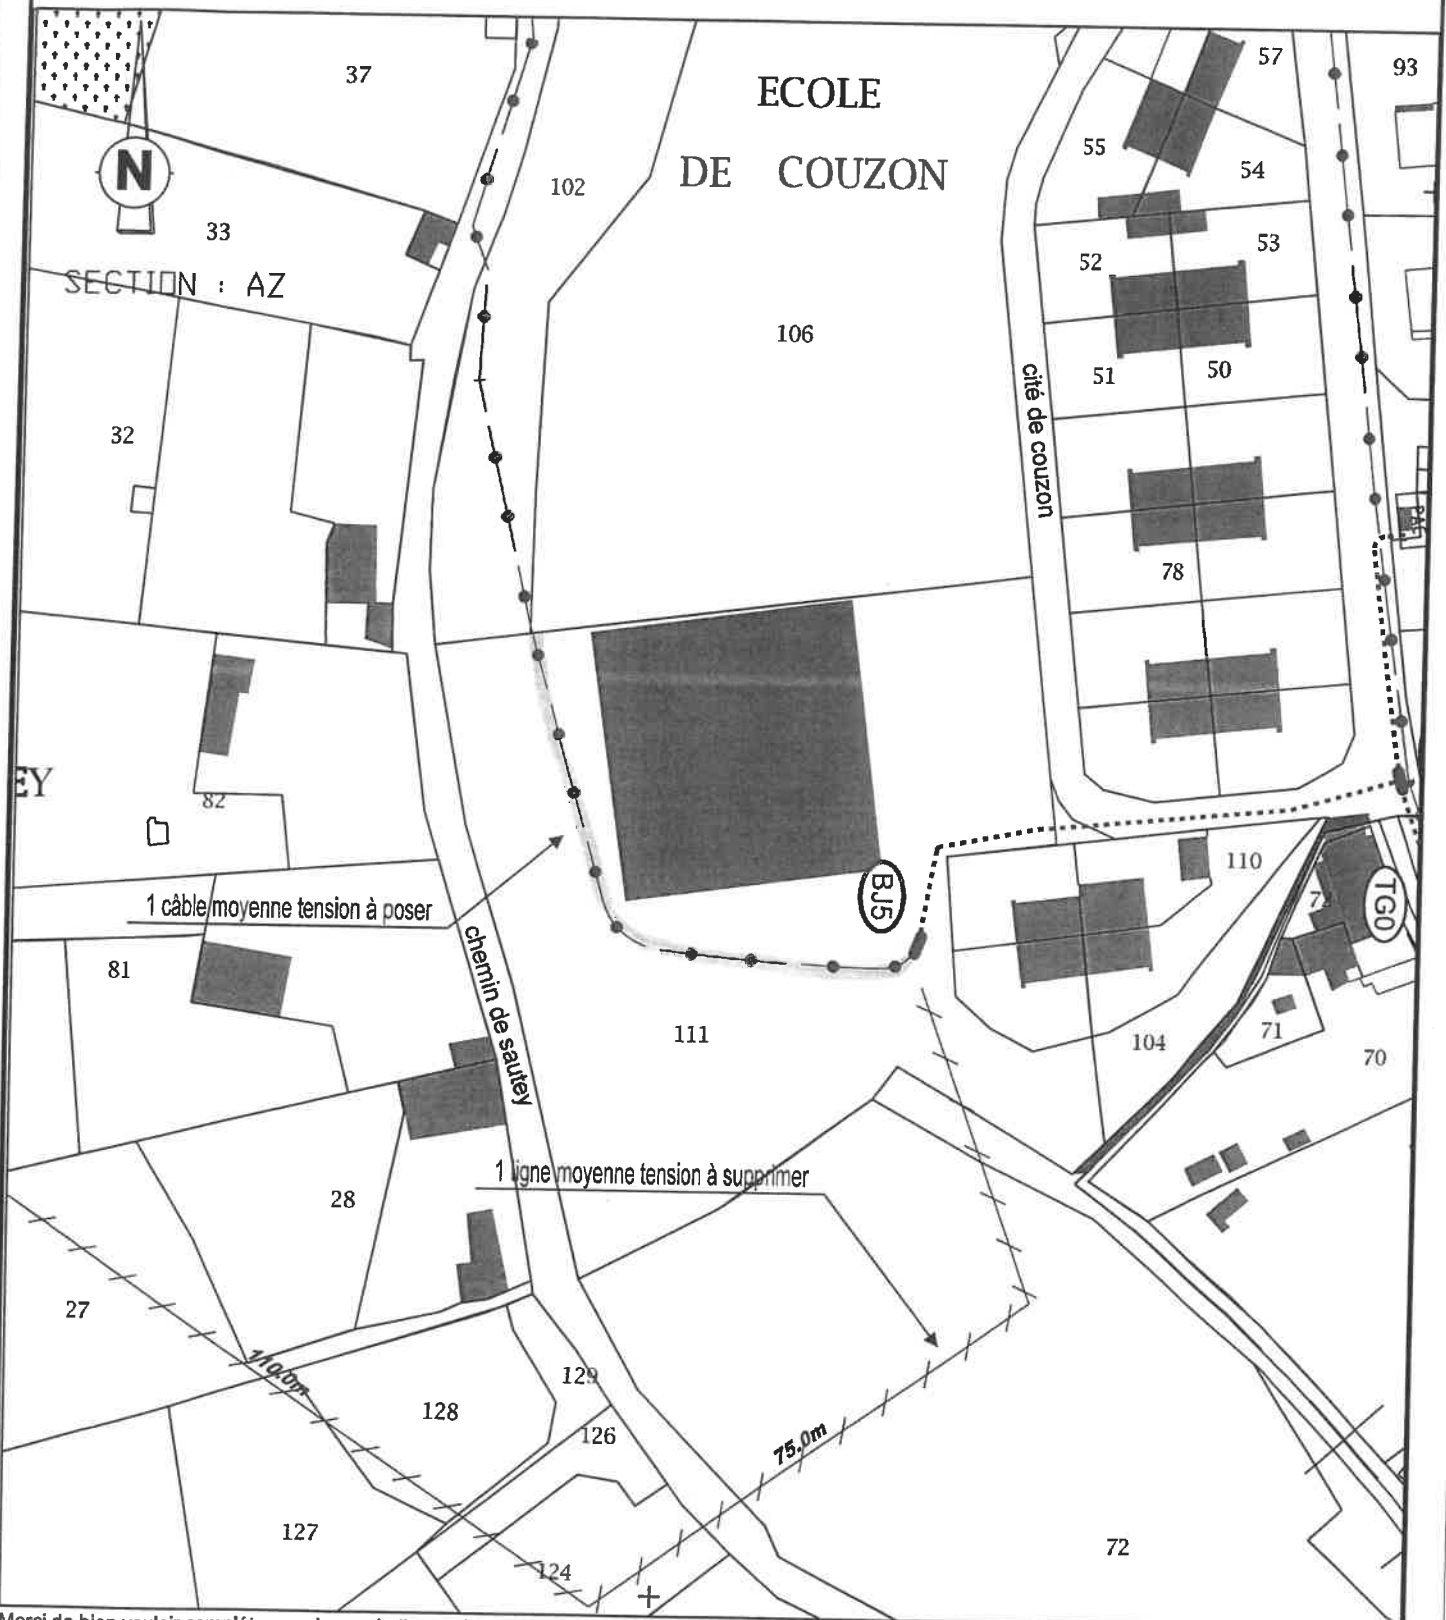 37
ECOLE
57
93
N
DE COUZON
55
102
54
33
53
52
SECTION : AZ
106
51
50
cité de couzon
32
78
EY
82
110
BJ5
TG0
1 câble moyenne tension à poser
81
chemin de sautey
111
104
71
70
1 ligne moyenne tension à supprimer
28
27
110.0m
129
128
126
75.0m
127
124
72